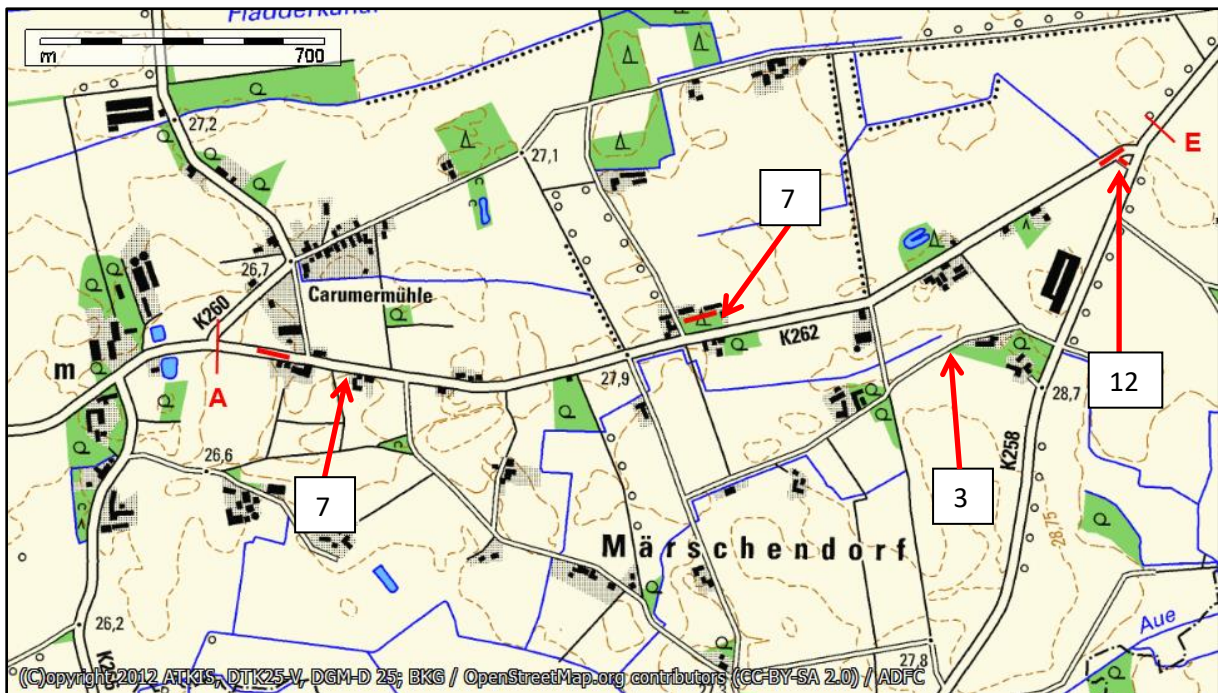 Fladderkanal
m 700
27,2
27,1
7
E
26,7
Carumermühle
K260
K262
m
A
27,9
28,7
12
26,6
7
3
K258
Märschendorf
28,75
26,2
Aue
27,8
(C)opyright 2012 ATKIS, DTK25-V, DGM-D 25; BKG / OpenStreetMap.org contributors (CC-BY-SA 2.0) / ADFC